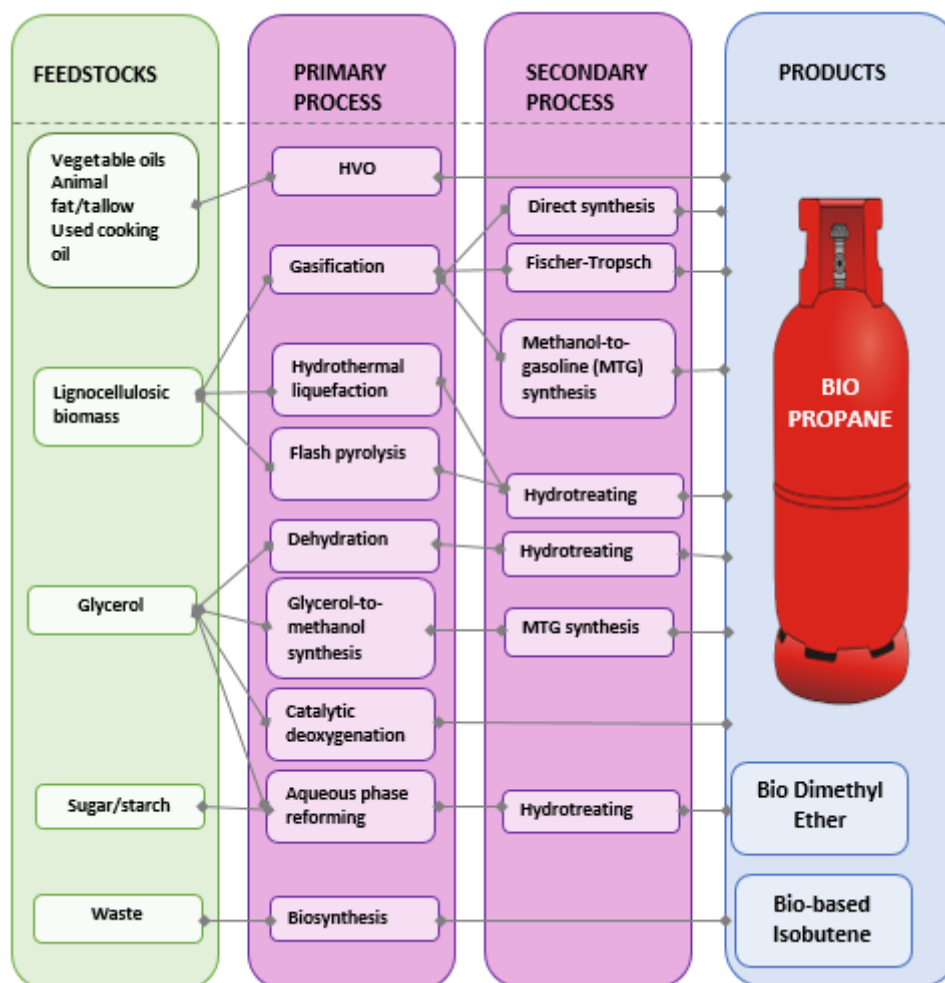 FEEDSTOCKS
PRIMARY
PROCESS
SECONDARY
PROCESS
PRODUCTS
Vegetable oils
Animal
fat/tallow
Used cooking
oil
HVO
Direct synthesis
Gasification
Fischer-Tropsch
Methanol-to-
gasoline (MTG)
synthesis
Hydrothermal
liquefaction
Lignocellulosic
biomass
BIO
PROPANE
Flash pyrolysis
Hydrotreating
Dehydration
Hydrotreating
Glycerol
Glycerol-to-
methanol
synthesis
MTG synthesis
Catalytic
deoxygenation
Sugar/starch
Aqueous phase
reforming
Hydrotreating
Bio Dimethyl
Ether
Waste
Biosynthesis
Bio-based
Isobutene